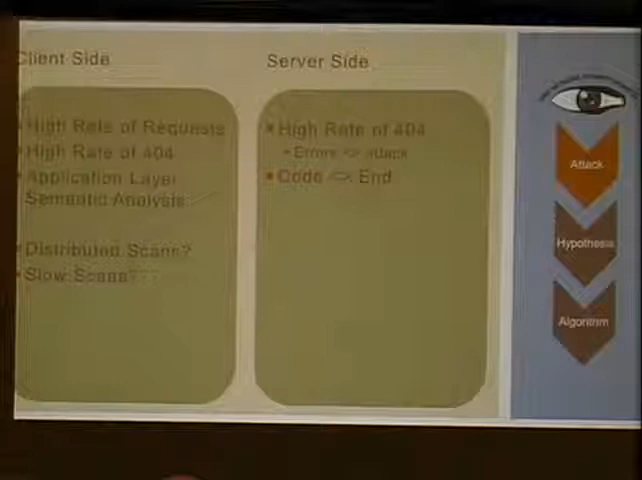 Client Side
High Rate of Requests
High Rate of 404
Application Layer
Semantic Analysis
Distributed Scans?
Slow Scans?
Server Side
High Rate of 404
Errors <> attack
Code <> End
Attack
Hypothesis
Algorithm